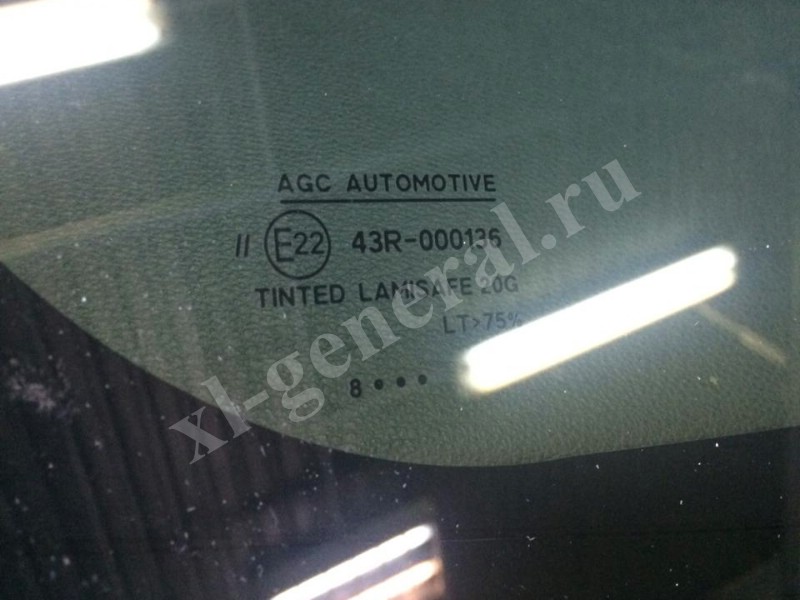 AGC AUTOMOTIVE
II E22 43R-000136
TINTED LAMISAFE 20G
LT>75%
8 • • •
xl-general.ru